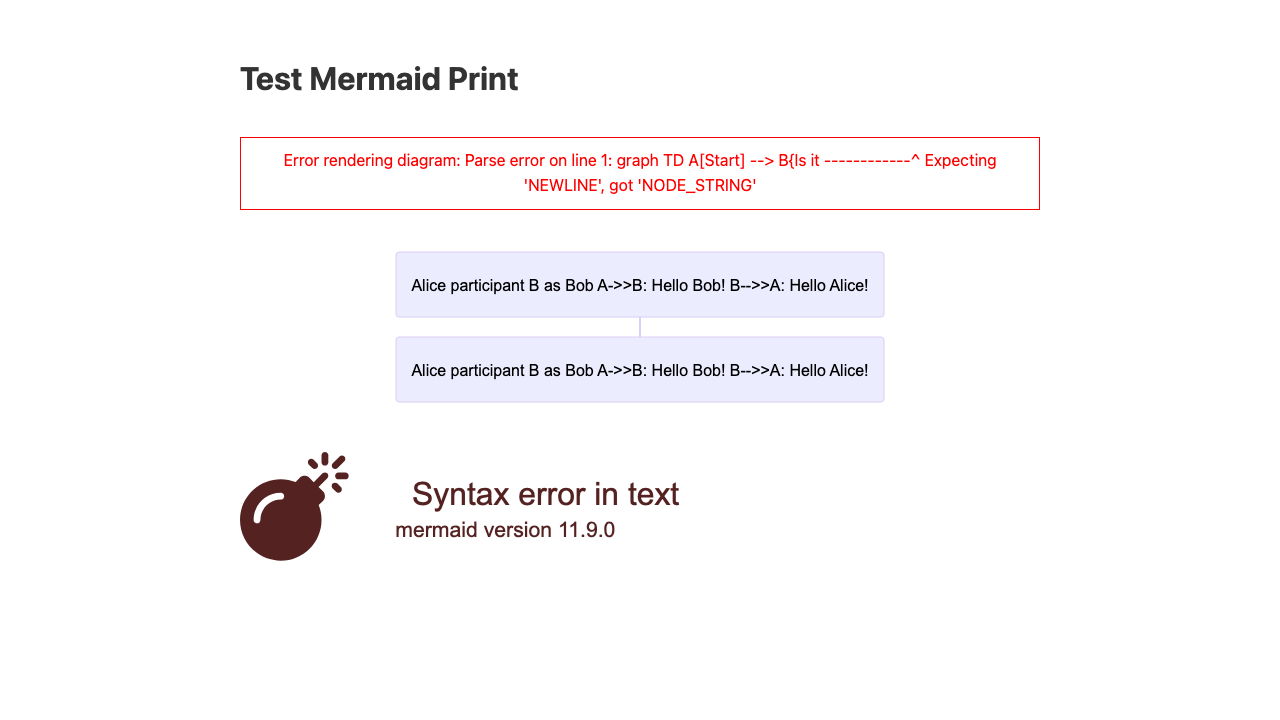 Test Mermaid Print
Error rendering diagram: Parse error on line 1: graph TD A[Start] --> B{Is it ------------^ Expecting
'NEWLINE', got 'NODE_STRING'
Alice participant B as Bob A->>B: Hello Bob! B-->>A: Hello Alice!
Alice participant B as Bob A->>B: Hello Bob! B-->>A: Hello Alice!
Syntax error in text
mermaid version 11.9.0